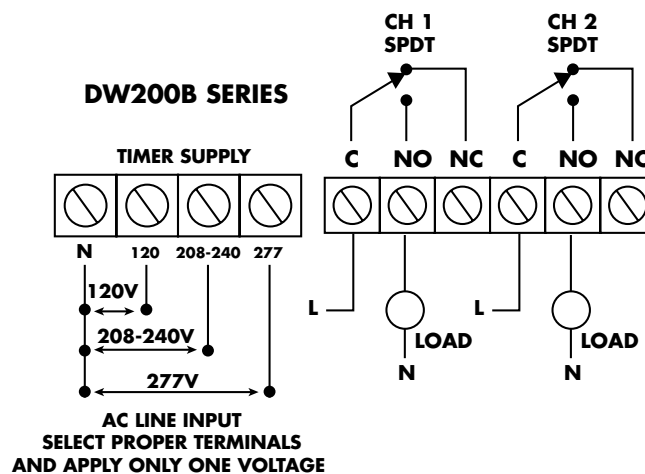 CH 1
SPDT
CH 2
SPDT
DW200B SERIES
TIMER SUPPLY
C NO NC C NO NC
N 120 208-240 277
120V
208-240V
277V
L
LOAD
N
L
LOAD
N
AC LINE INPUT
SELECT PROPER TERMINALS
AND APPLY ONLY ONE VOLTAGE